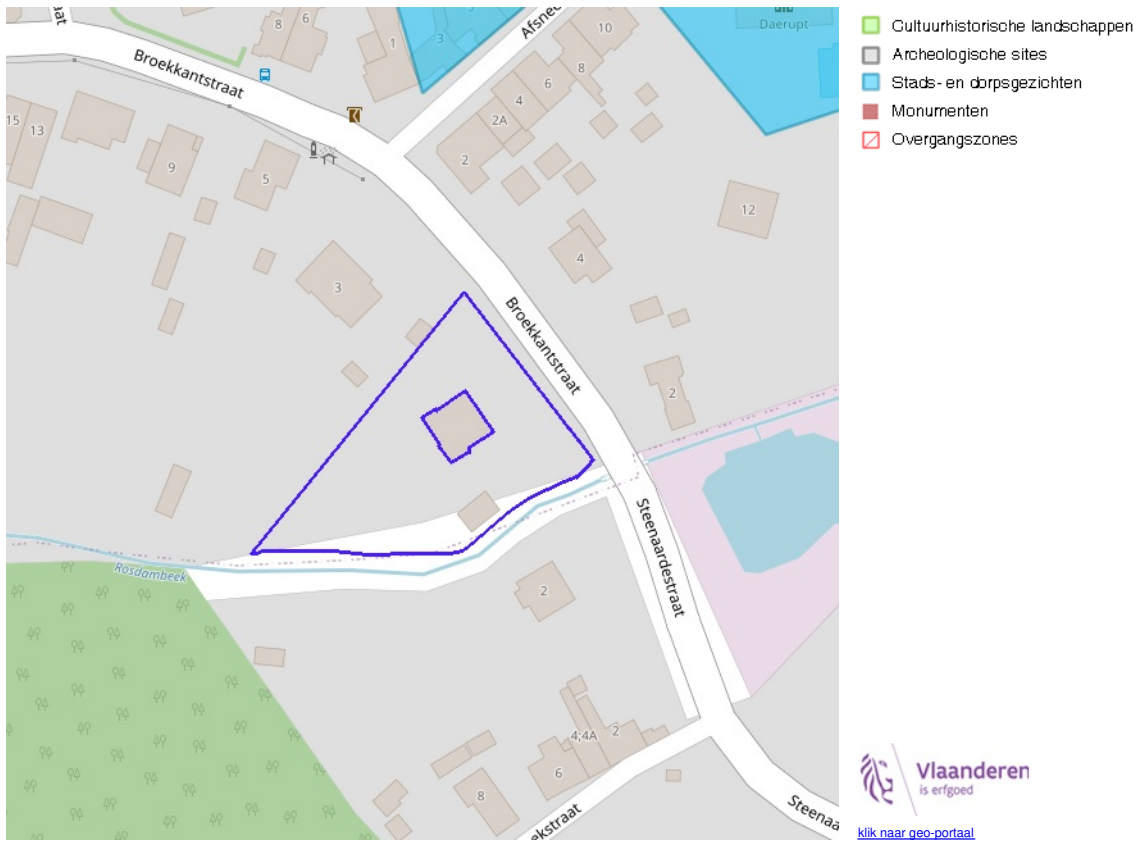 aat
Broekkantstraat
8
6
1
3
Afsnee
10
Daerupt
8
6
4
2A
2
15
13
9
5
12
4
3
Broekkantstraat
2
Rosdambeek
Steenaardestraat
2
4;4A
2
6
8
ekstraat
Steenaa
Cultuurhistorische landschappen
Archeologische sites
Stads- en dorpsgezichten
Monumenten
Overgangszones
Vlaanderen
is erfgoed
klik naar geo-portaal